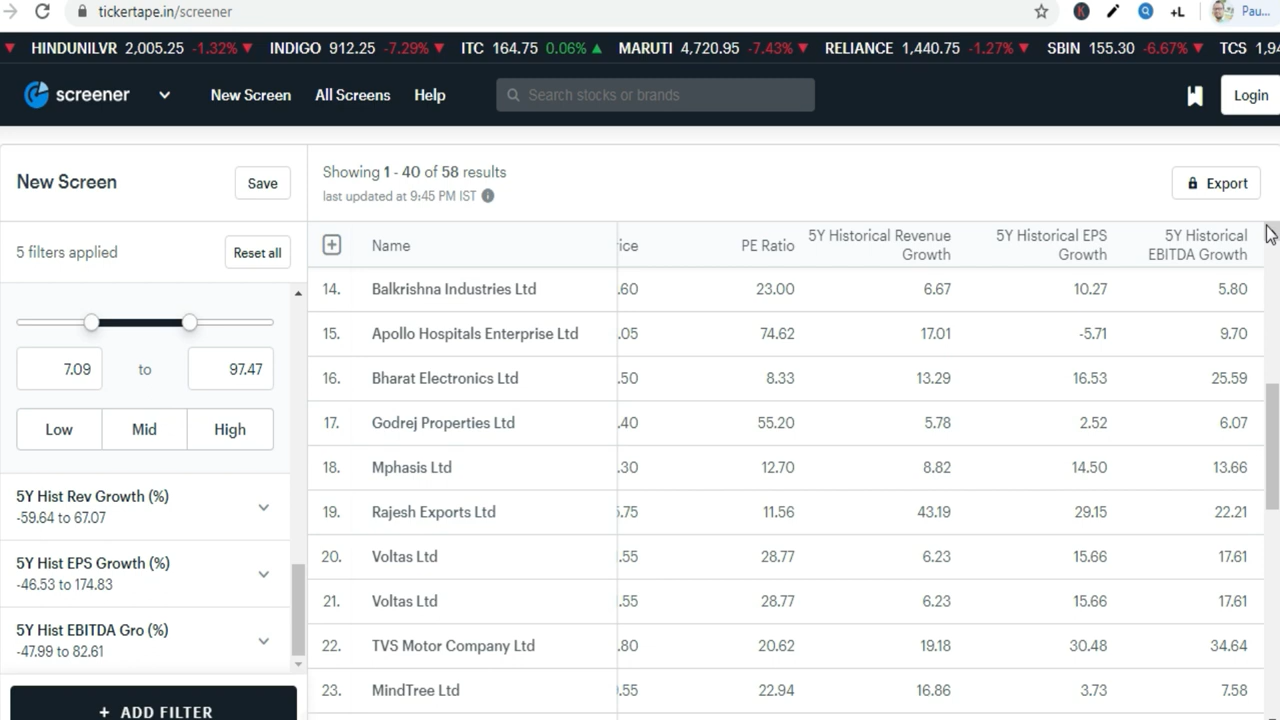 tickertape.in/screener
Pau...
HINDUNILVR 2,005.25 -1.32% ▼ INDIGO 912.25 -7.29% ▼ ITC 164.75 0.06% ▲ MARUTI 4,720.95 -7.43% ▼ RELIANCE 1,440.75 -1.27% ▼ SBIN 155.30 -6.67% ▼ TCS 1,94
screener New Screen All Screens Help Search stocks or brands Login
New Screen Save
Showing 1 - 40 of 58 results
last updated at 9:45 PM IST
Export
5 filters applied Reset all
7.09 to 97.47
Low Mid High
5Y Hist Rev Growth (%)
-59.64 to 67.07
5Y Hist EPS Growth (%)
-46.53 to 174.83
5Y Hist EBITDA Gro (%)
-47.99 to 82.61
+ ADD FILTER
Name ice PE Ratio 5Y Historical Revenue Growth 5Y Historical EPS Growth 5Y Historical EBITDA Growth
14. Balkrishna Industries Ltd .60 23.00 6.67 10.27 5.80
15. Apollo Hospitals Enterprise Ltd .05 74.62 17.01 -5.71 9.70
16. Bharat Electronics Ltd .50 8.33 13.29 16.53 25.59
17. Godrej Properties Ltd .40 55.20 5.78 2.52 6.07
18. Mphasis Ltd .30 12.70 8.82 14.50 13.66
19. Rajesh Exports Ltd .75 11.56 43.19 29.15 22.21
20. Voltas Ltd .55 28.77 6.23 15.66 17.61
21. Voltas Ltd .55 28.77 6.23 15.66 17.61
22. TVS Motor Company Ltd .80 20.62 19.18 30.48 34.64
23. MindTree Ltd .55 22.94 16.86 3.73 7.58